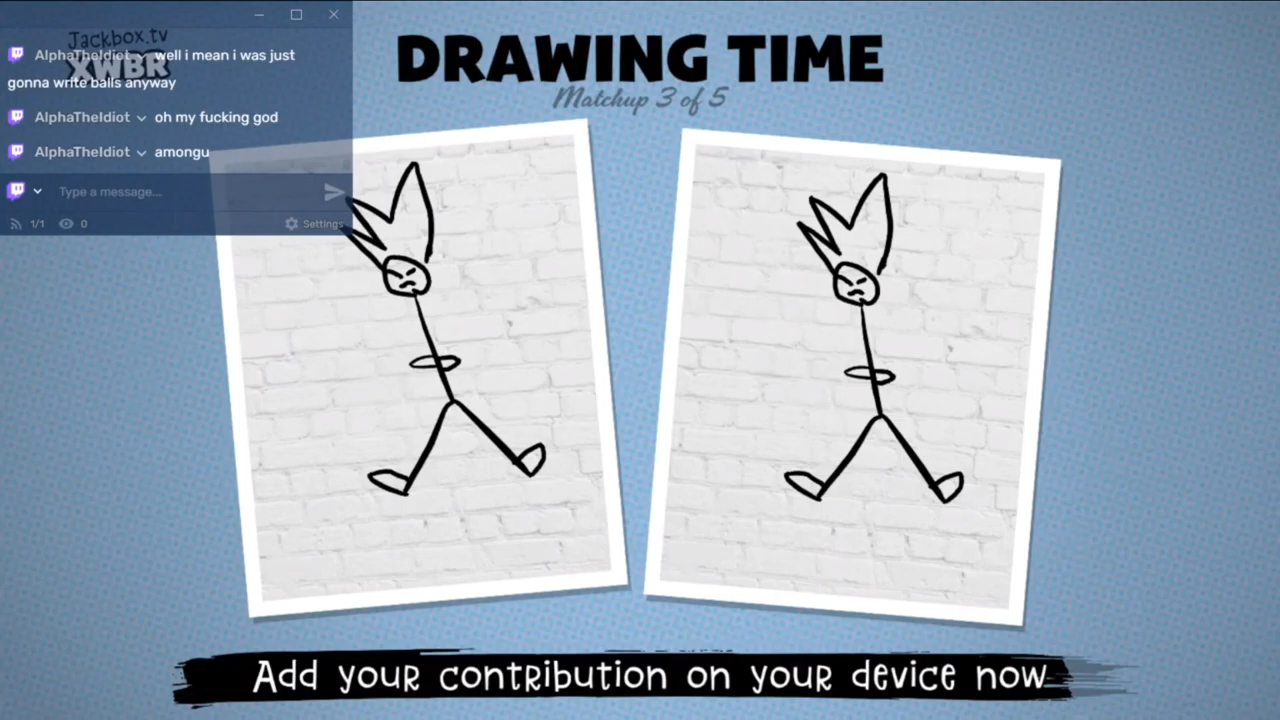 Jackbox.tv
XWBR
AlphaTheIdiot well i mean i was just
gonna write balls anyway
AlphaTheIdiot oh my fucking god
AlphaTheIdiot amongu
Type a message...
1/1 0 Settings
DRAWING TIME
Matchup 3 of 5
Add your contribution on your device now